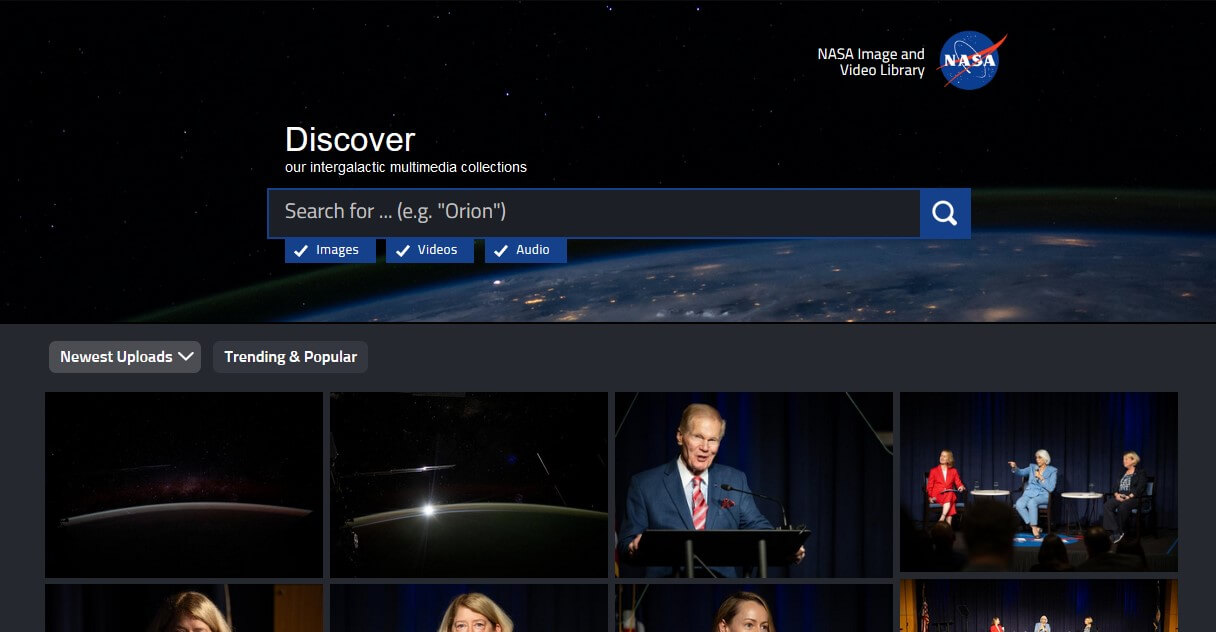 NASA Image and
Video Library
NASA
Discover
our intergalactic multimedia collections
Search for ... (e.g. "Orion")
Images
Videos
Audio
Newest Uploads
Trending & Popular